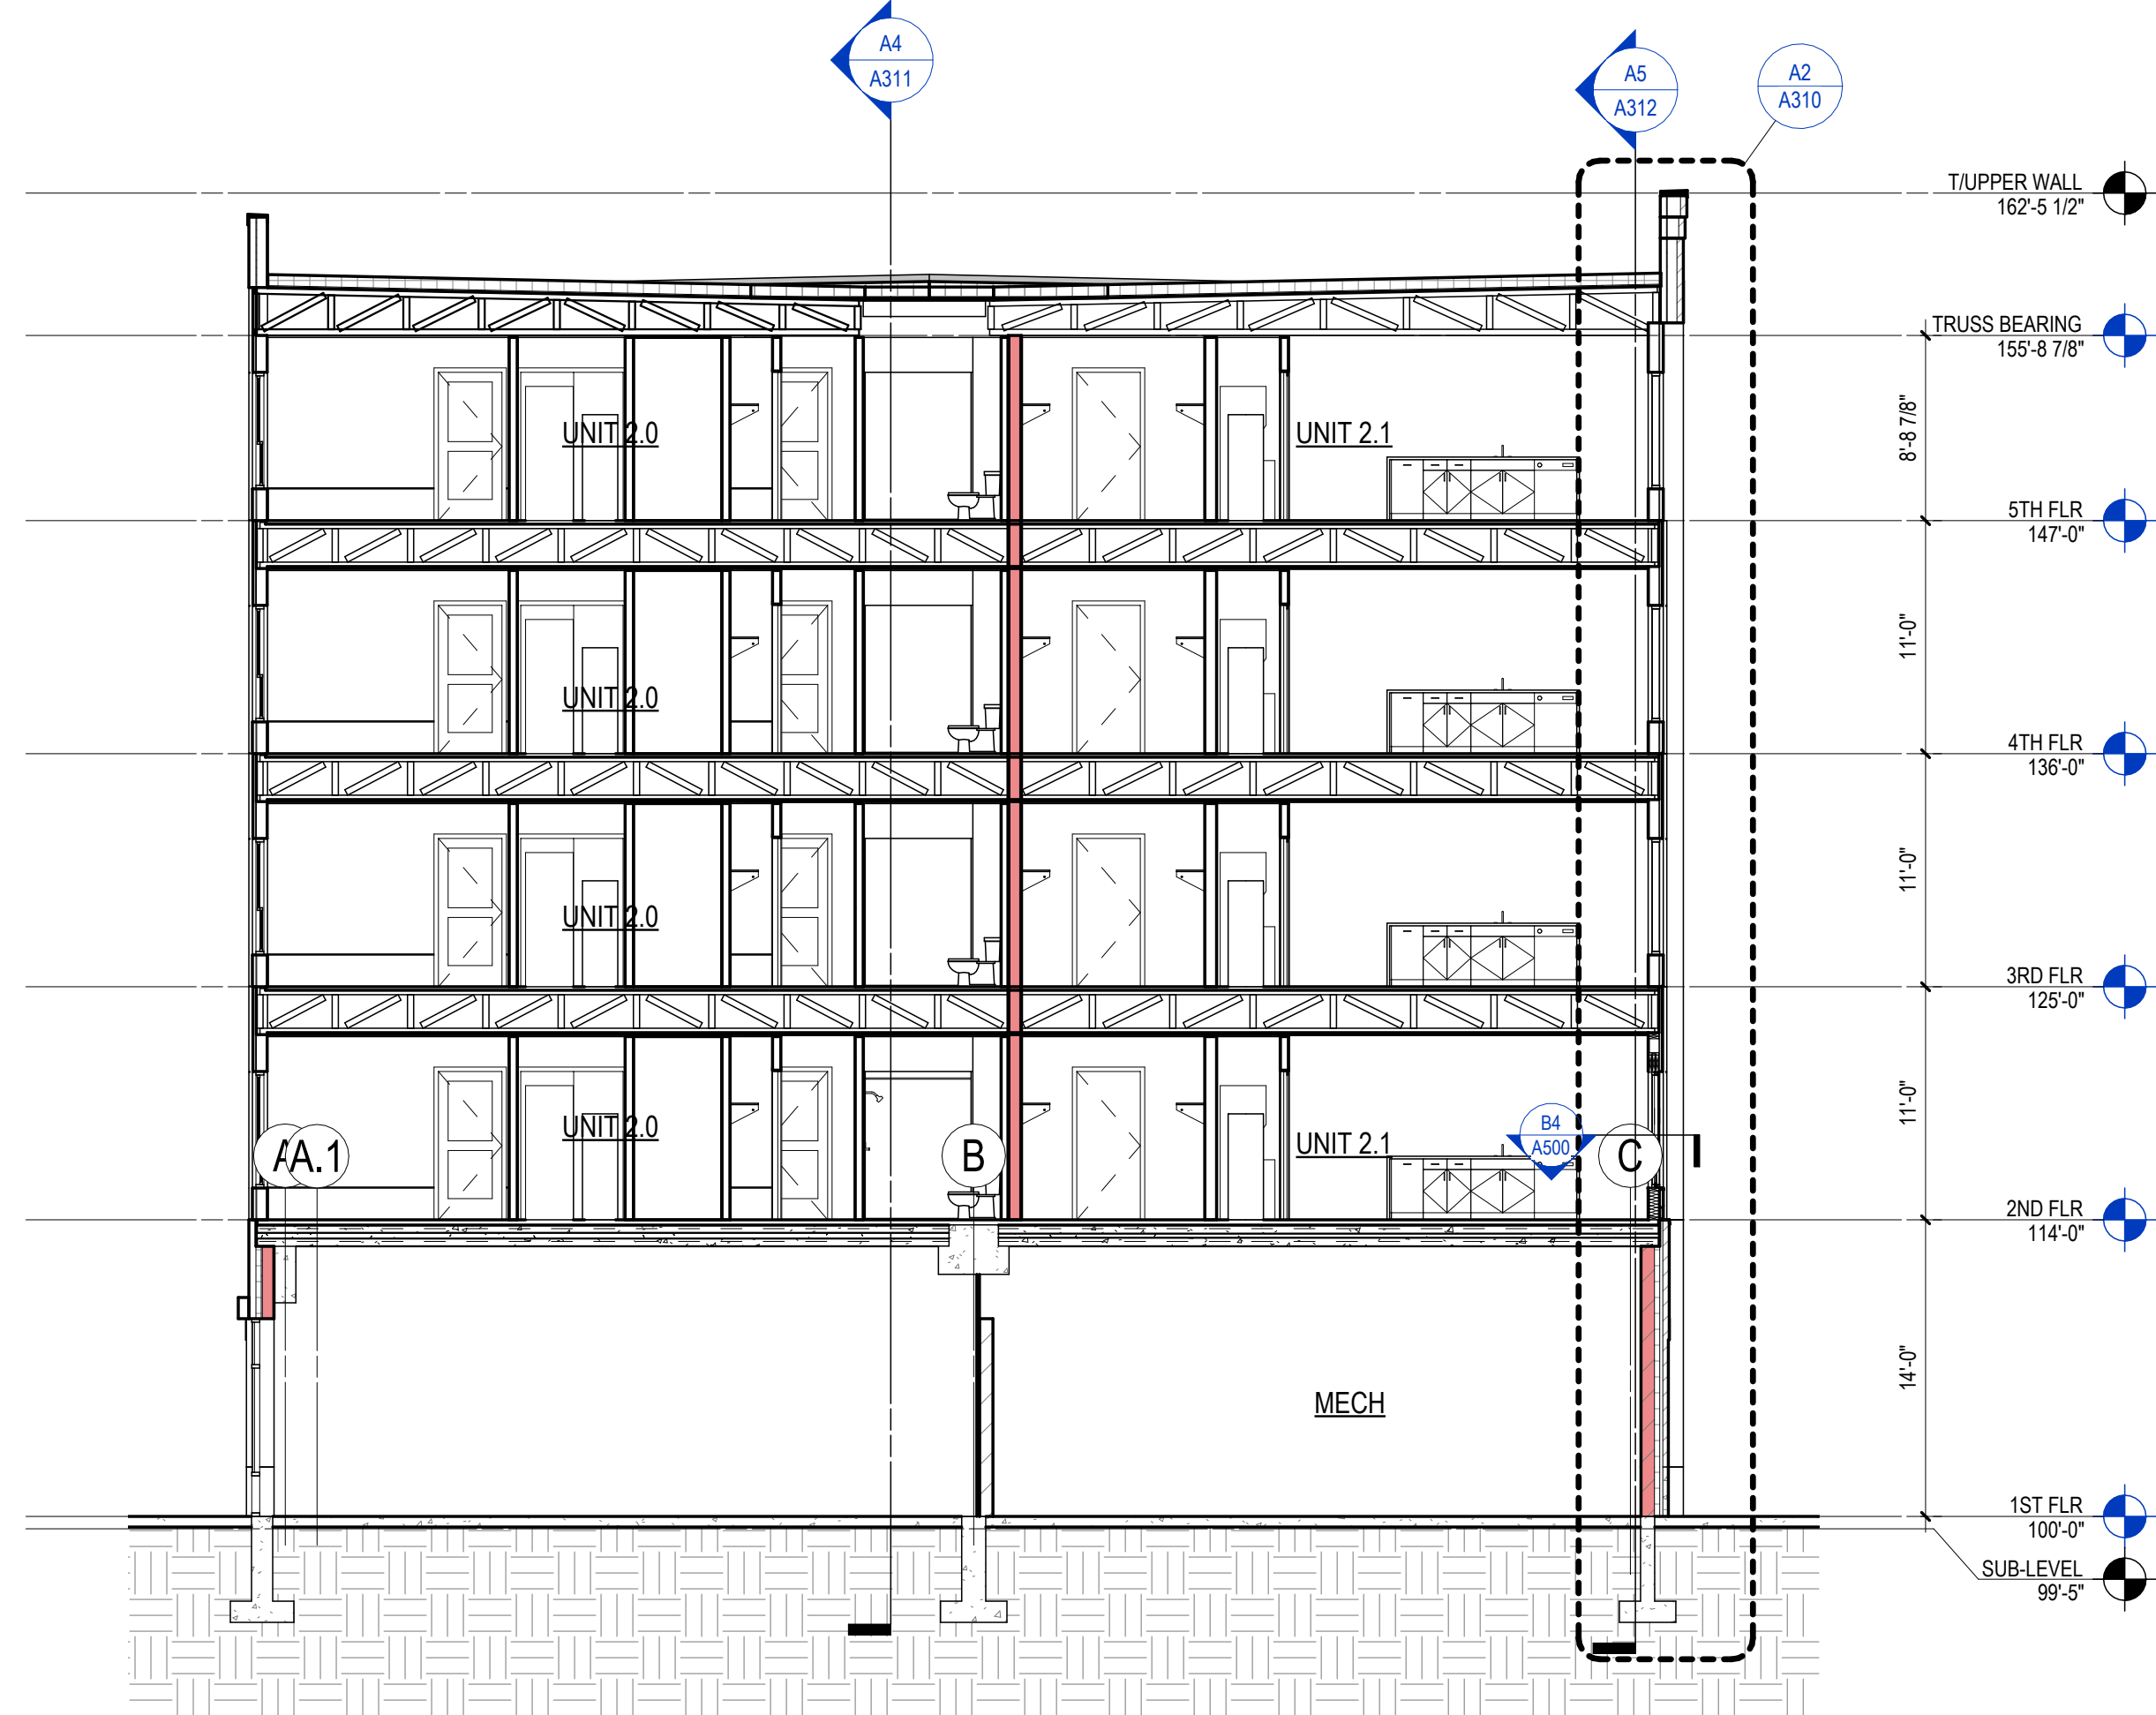 A4
A311
A5
A312
A2
A310
T/UPPER WALL
162'-5 1/2"
TRUSS BEARING
155'-8 7/8"
8'-8 7/8"
UNIT 2.0
UNIT 2.1
5TH FLR
147'-0"
11'-0"
UNIT 2.0
4TH FLR
136'-0"
11'-0"
UNIT 2.0
3RD FLR
125'-0"
11'-0"
UNIT 2.0
UNIT 2.1
B4
A500
A
A.1
B
C
2ND FLR
114'-0"
14'-0"
MECH
1ST FLR
100'-0"
SUB-LEVEL
99'-5"